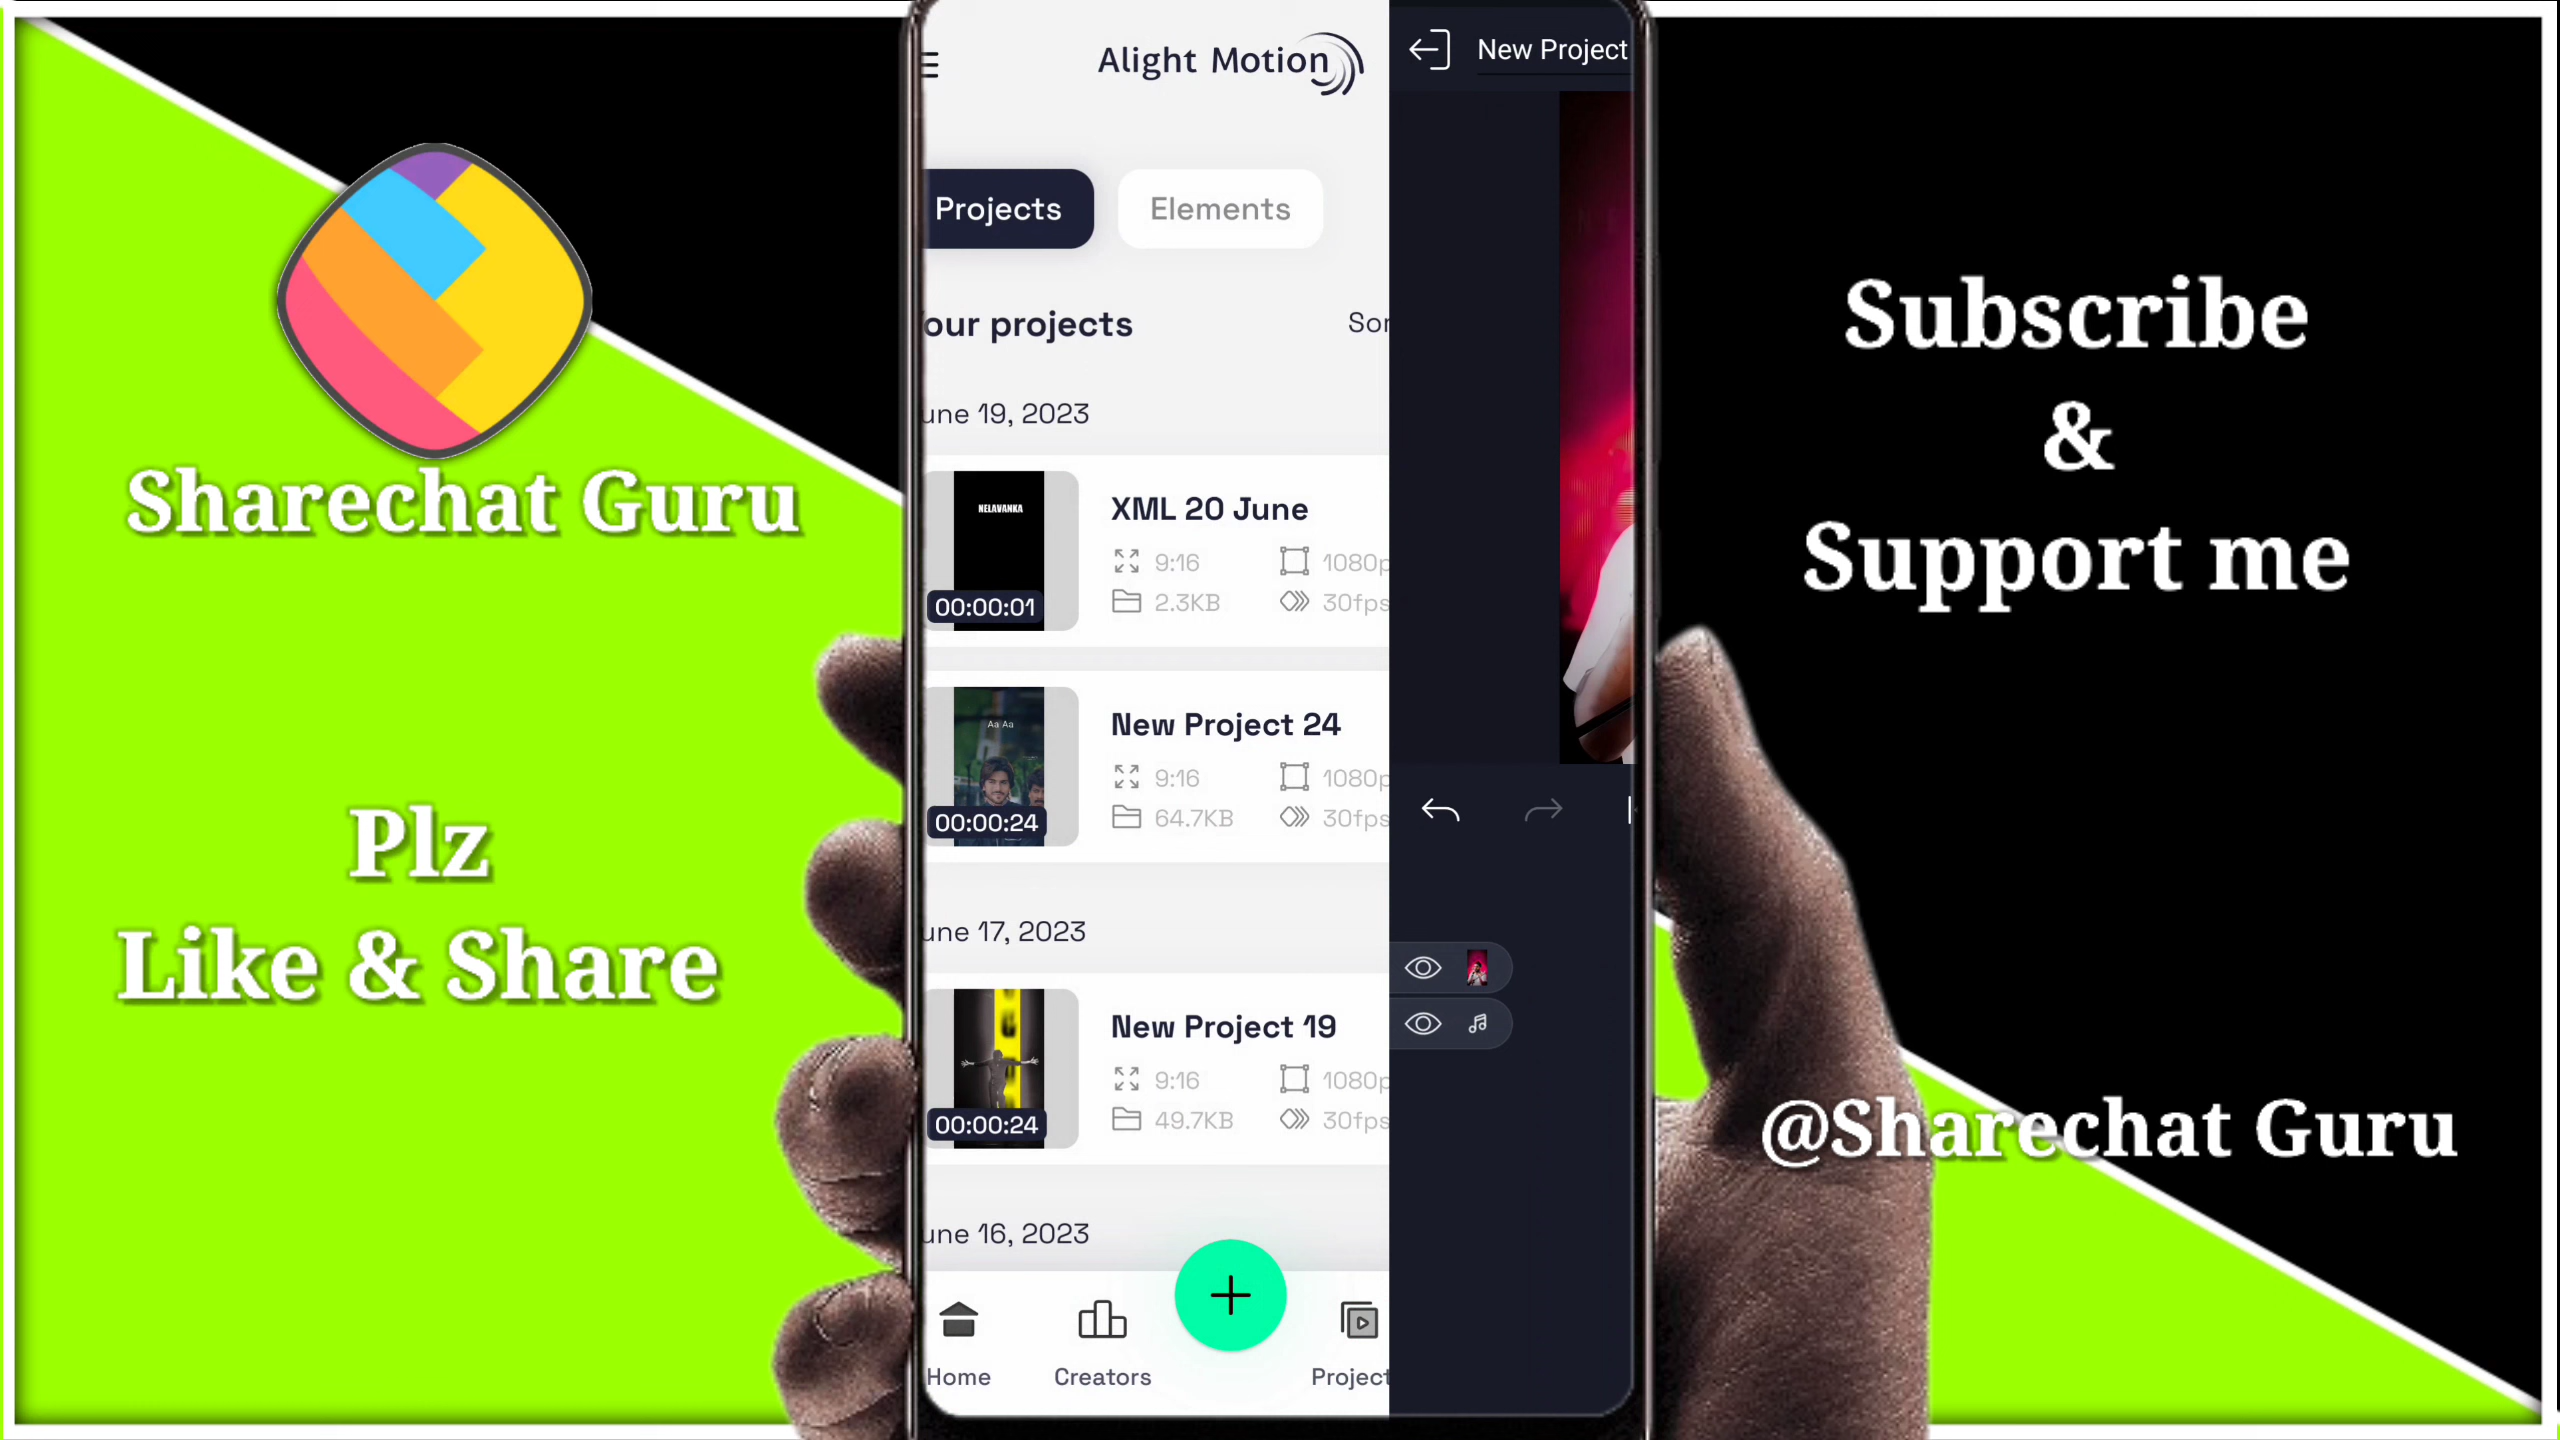 Alight Motion
New Project
Projects
Elements
our projects
Sor
une 19, 2023
NELAVANKA
XML 20 June
9:16
1080p
2.3KB
30fps
00:00:01
Aa Aa
New Project 24
9:16
1080p
64.7KB
30fps
00:00:24
une 17, 2023
New Project 19
9:16
1080p
49.7KB
30fps
00:00:24
une 16, 2023
Home
Creators
Project
Sharechat Guru
Plz
Like & Share
Subscribe
&
Support me
@Sharechat Guru